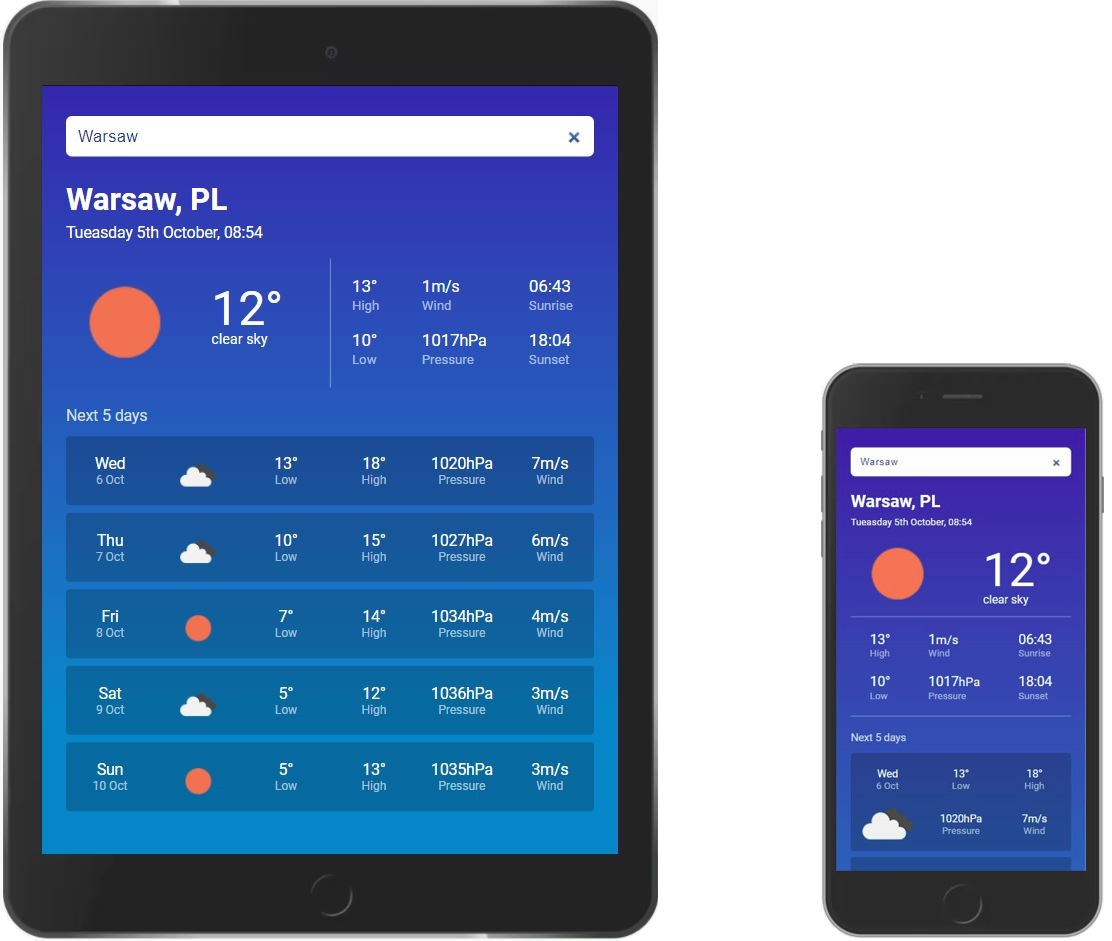 Warsaw ×
Warsaw, PL
Tueasday 5th October, 08:54
12°
clear sky
13° 1m/s 06:43
High Wind Sunrise
10° 1017hPa 18:04
Low Pressure Sunset
Next 5 days
Wed 13° 18° 1020hPa 7m/s
6 Oct Low High Pressure Wind
Thu 10° 15° 1027hPa 6m/s
7 Oct Low High Pressure Wind
Fri 7° 14° 1034hPa 4m/s
8 Oct Low High Pressure Wind
Sat 5° 12° 1036hPa 3m/s
9 Oct Low High Pressure Wind
Sun 5° 13° 1035hPa 3m/s
10 Oct Low High Pressure Wind
Warsaw ×
Warsaw, PL
Tueasday 5th October, 08:54
12°
clear sky
13° 1m/s 06:43
High Wind Sunrise
10° 1017hPa 18:04
Low Pressure Sunset
Next 5 days
Wed 13° 18°
6 Oct Low High
1020hPa 7m/s
Pressure Wind